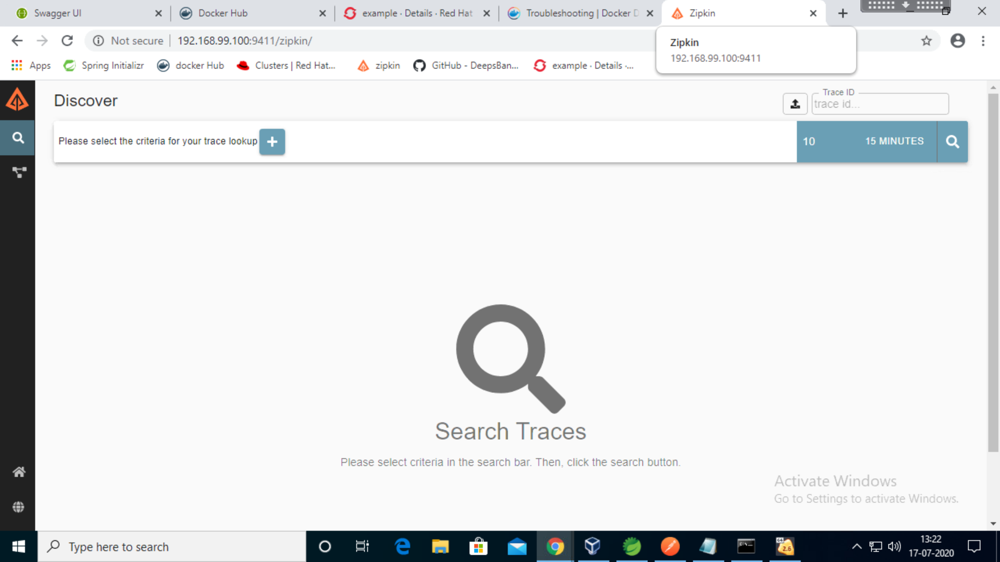 Swagger UI
Docker Hub
example · Details · Red Hat
Troubleshooting | Docker D
Zipkin
Not secure
192.168.99.100:9411/zipkin/
Zipkin
192.168.99.100:9411
Apps
Spring Initializr
docker Hub
Clusters | Red Hat...
zipkin
GitHub - DeepsBan...
example · Details ·...
Discover
Trace ID
trace id...
Please select the criteria for your trace lookup
10
15 MINUTES
Search Traces
Please select criteria in the search bar. Then, click the search button.
Activate Windows
Go to Settings to activate Windows.
Type here to search
2.6
13:22
17-07-2020